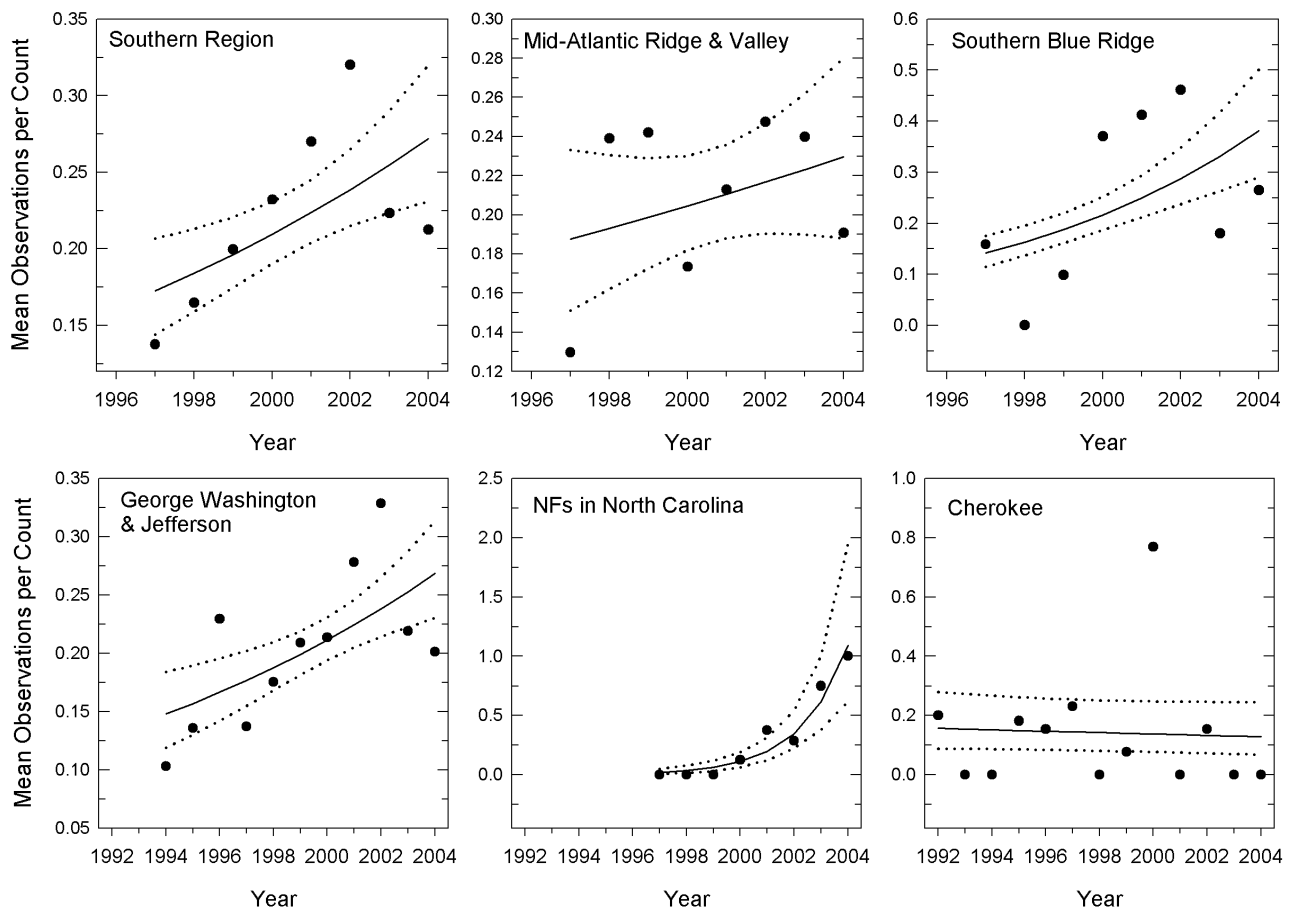 Mean Observations per Count
Southern Region
0.35
0.30
0.25
0.20
0.15
1996 1998 2000 2002 2004
Year
Mid-Atlantic Ridge & Valley
0.30
0.28
0.26
0.24
0.22
0.20
0.18
0.16
0.14
0.12
1996 1998 2000 2002 2004
Year
Southern Blue Ridge
0.6
0.5
0.4
0.3
0.2
0.1
0.0
1996 1998 2000 2002 2004
Year
Mean Observations per Count
George Washington
& Jefferson
0.35
0.30
0.25
0.20
0.15
0.10
0.05
1992 1994 1996 1998 2000 2002 2004
Year
NFs in North Carolina
2.5
2.0
1.5
1.0
0.5
0.0
1992 1994 1996 1998 2000 2002 2004
Year
Cherokee
1.0
0.8
0.6
0.4
0.2
0.0
1992 1994 1996 1998 2000 2002 2004
Year